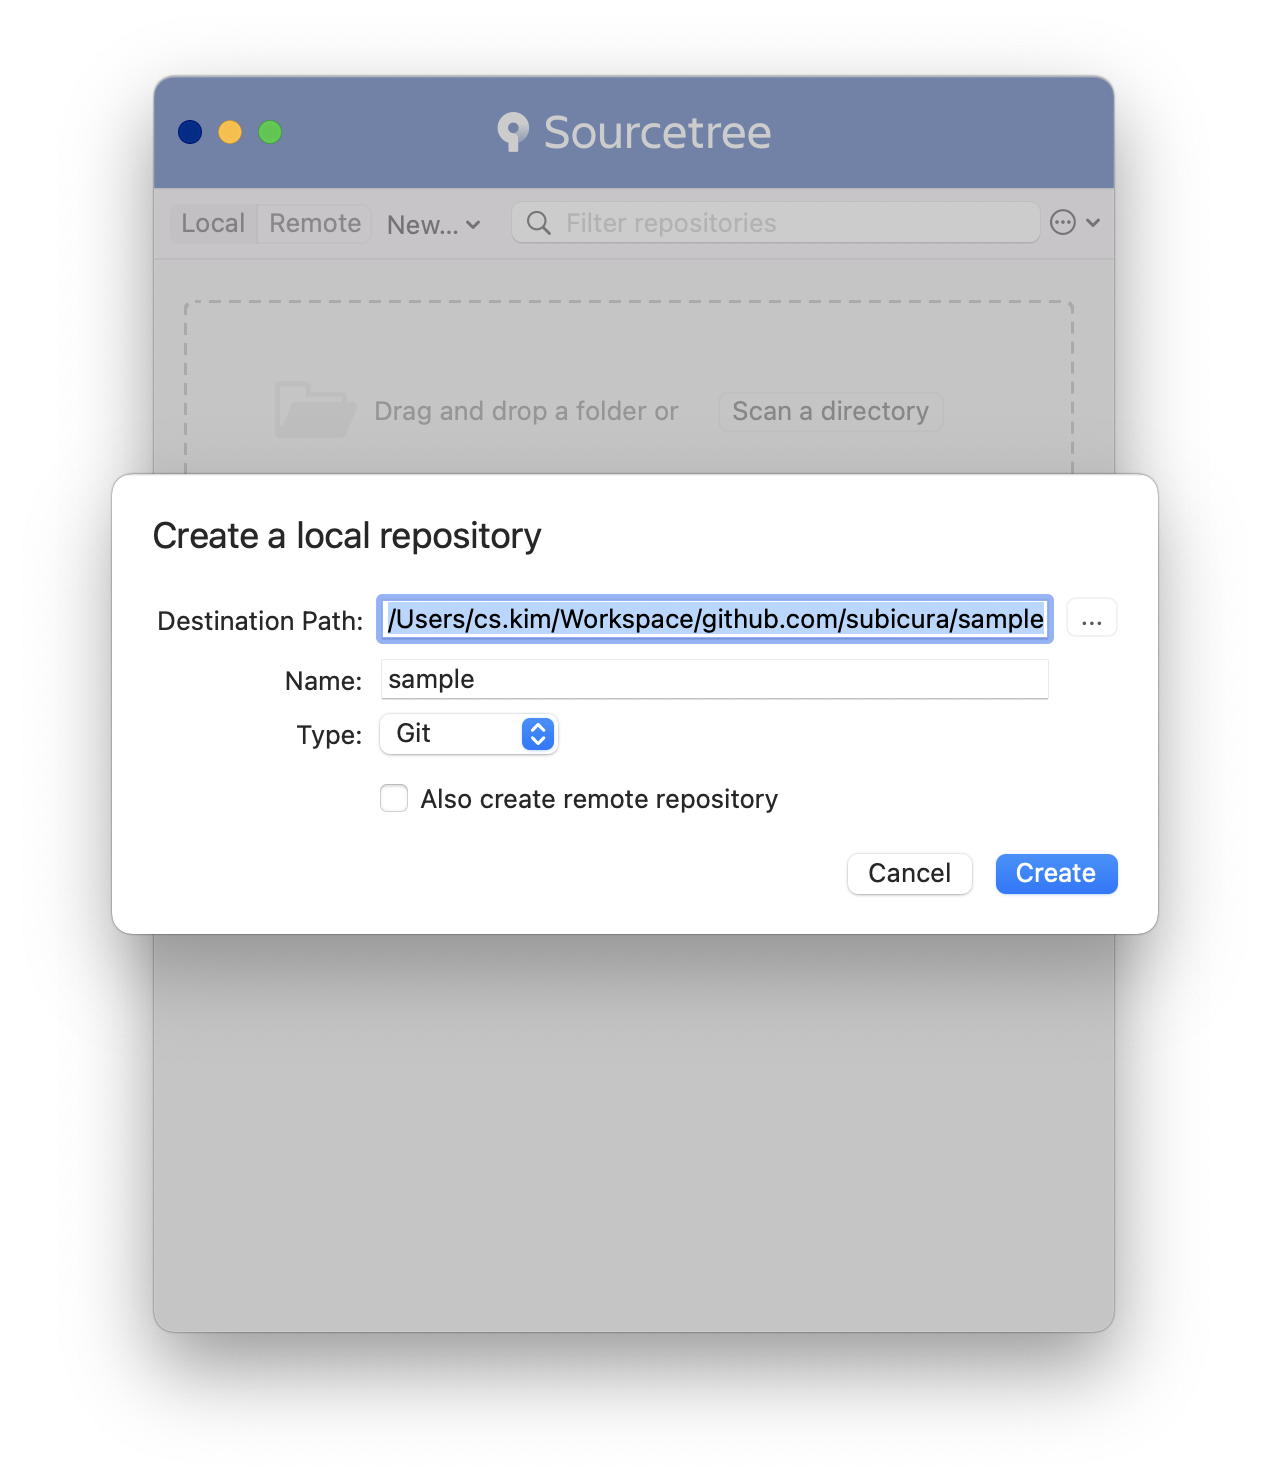 Sourcetree
Local Remote New... Filter repositories
Drag and drop a folder or Scan a directory
Create a local repository
Destination Path: /Users/cs.kim/Workspace/github.com/subicura/sample ...
Name: sample
Type: Git
Also create remote repository
Cancel Create